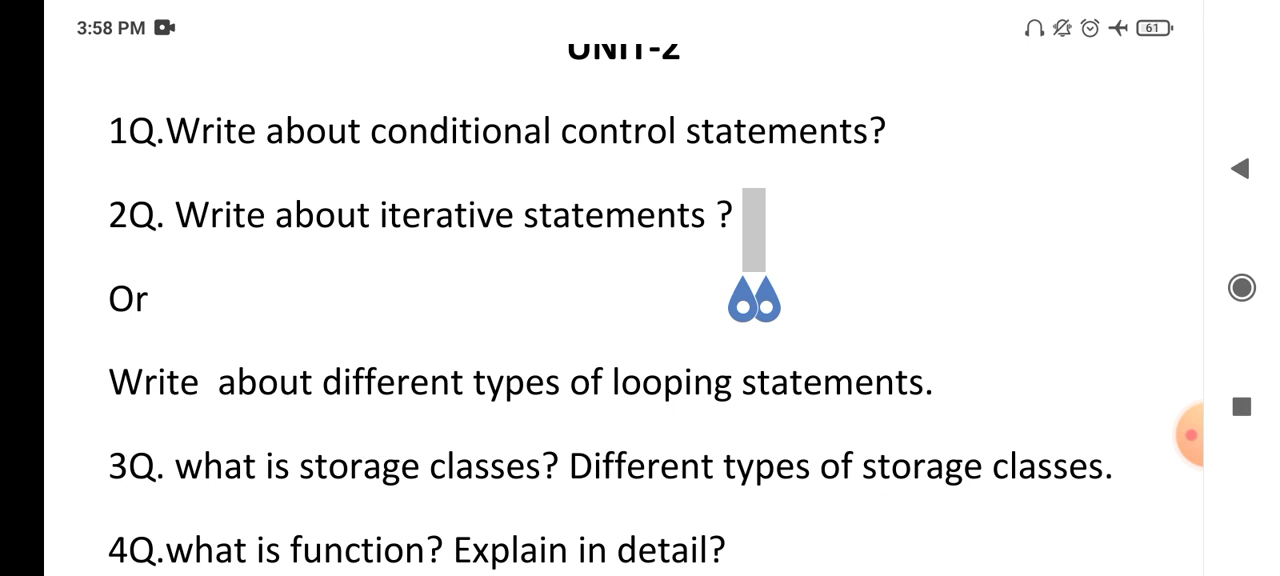 3:58 PM
61
UNIT-2
1Q.Write about conditional control statements?
2Q. Write about iterative statements ?
Or
Write  about different types of looping statements.
3Q. what is storage classes? Different types of storage classes.
4Q.what is function? Explain in detail?